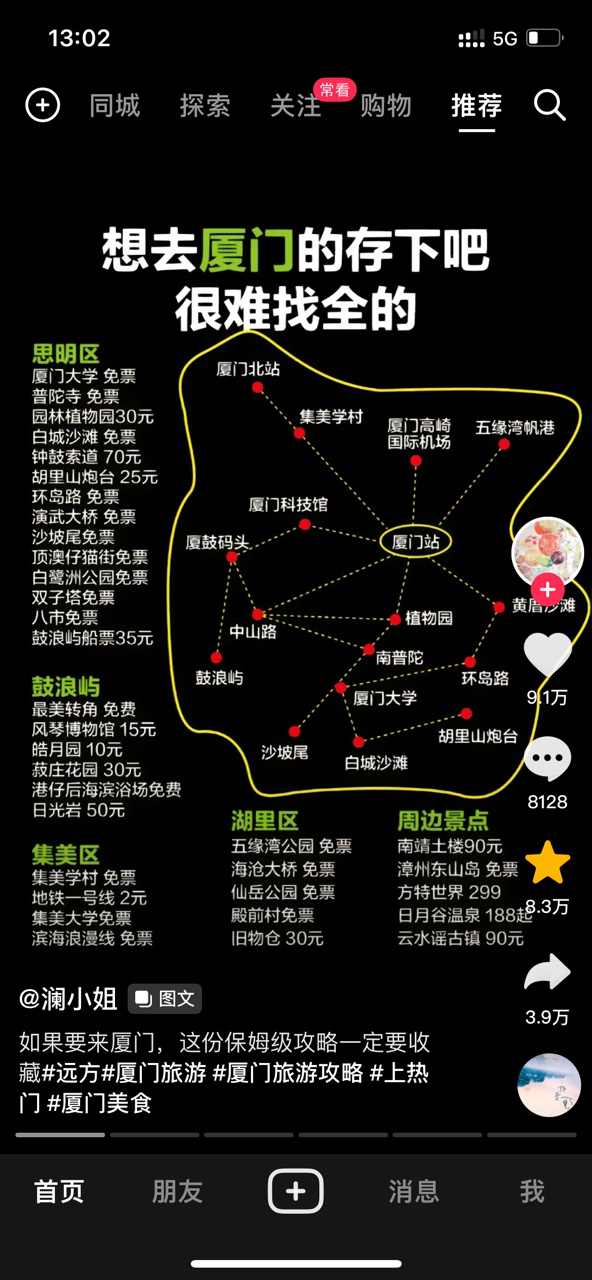 13:02
5G
同城 探索 关注 常看 购物 推荐
想去厦门的存下吧
很难找全的
思明区
厦门大学 免票
普陀寺 免票
园林植物园30元
白城沙滩 免票
钟鼓索道 70元
胡里山炮台 25元
环岛路 免票
演武大桥 免票
沙坡尾免票
顶澳仔猫街免票
白鹭洲公园免票
双子塔免票
八市免票
鼓浪屿船票35元
鼓浪屿
最美转角 免费
风琴博物馆 15元
皓月园 10元
菽庄花园 30元
港仔后海滨浴场免费
日光岩 50元
集美区
集美学村 免票
地铁一号线 2元
集美大学免票
滨海浪漫线 免票
厦门北站
集美学村
厦门高崎
国际机场
五缘湾帆港
厦门科技馆
厦鼓码头
厦门站
中山路
植物园
黄厝沙滩
南普陀
鼓浪屿
环岛路
厦门大学
胡里山炮台
沙坡尾
白城沙滩
湖里区
五缘湾公园 免票
海沧大桥 免票
仙岳公园 免票
殿前村免票
旧物仓 30元
周边景点
南靖土楼90元
漳州东山岛 免票
方特世界 299
日月谷温泉 188起
云水谣古镇 90元
9.1万
8128
8.3万
3.9万
@澜小姐 图文
如果要来厦门，这份保姆级攻略一定要收
藏#远方#厦门旅游 #厦门旅游攻略 #上热
门 #厦门美食
首页 朋友 消息 我